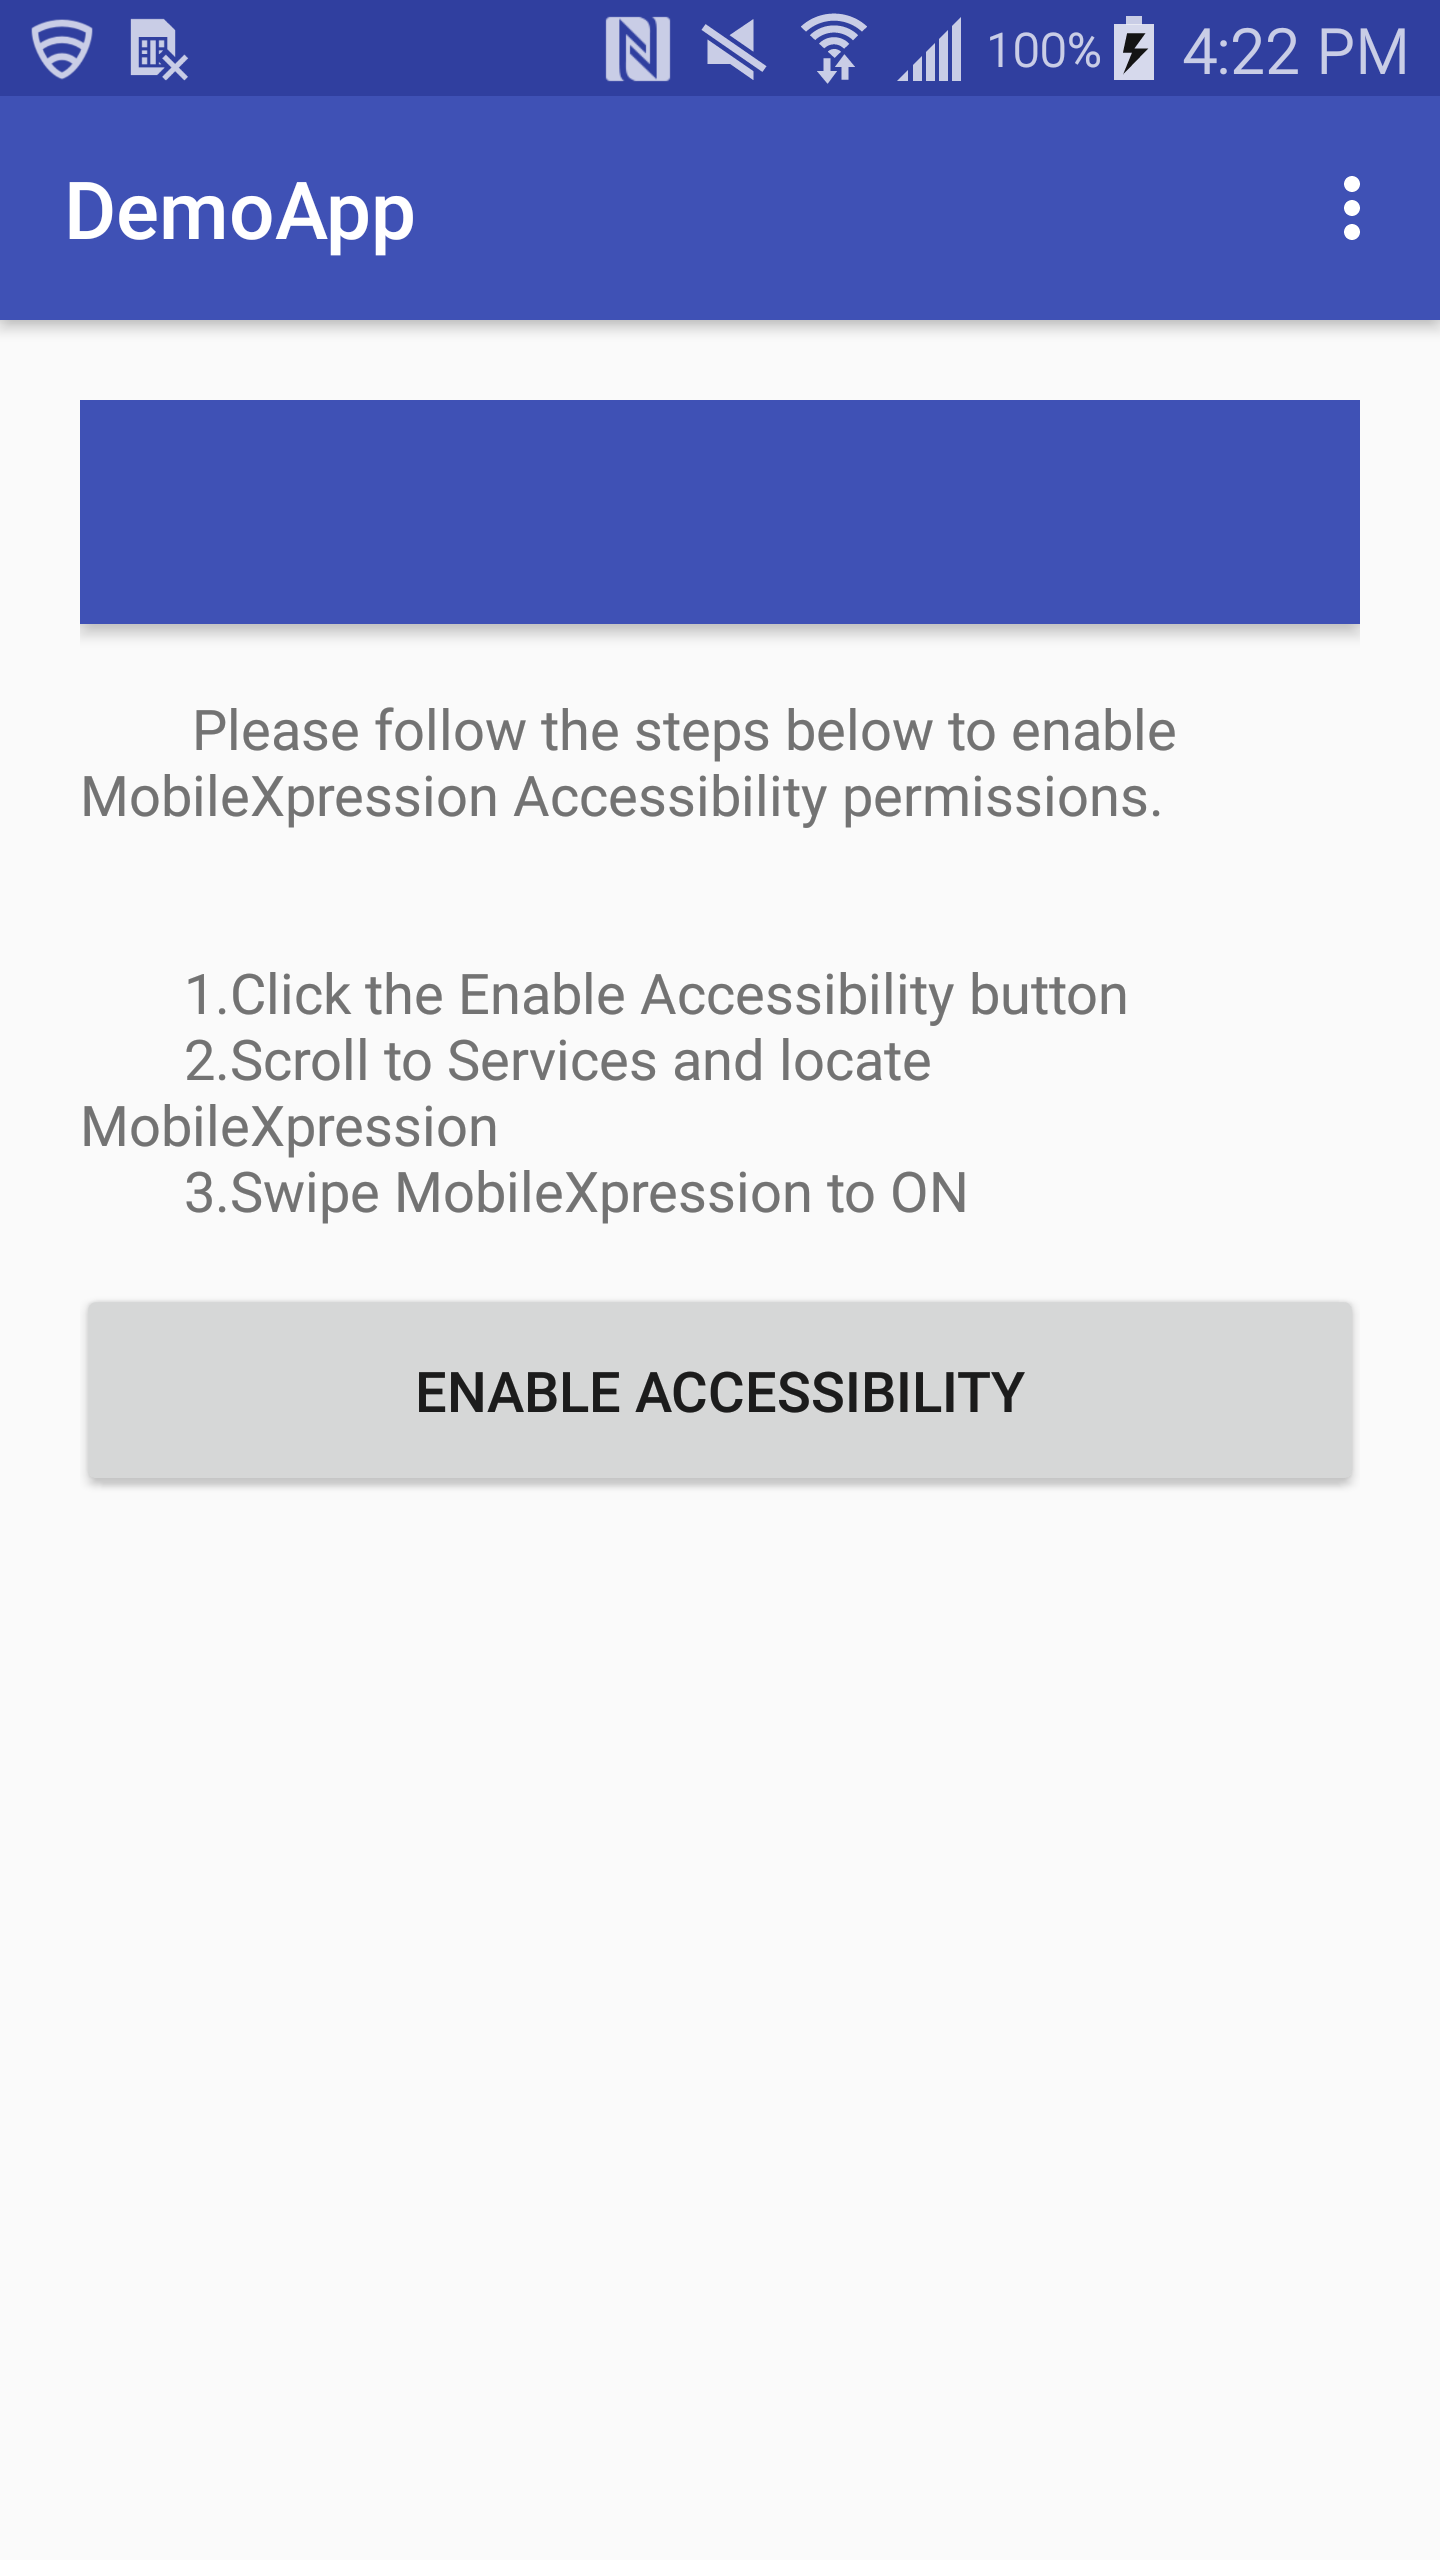 100% 4:22 PM
DemoApp
Please follow the steps below to enable
MobileXpression Accessibility permissions.
1.Click the Enable Accessibility button
2.Scroll to Services and locate
MobileXpression
3.Swipe MobileXpression to ON
ENABLE ACCESSIBILITY